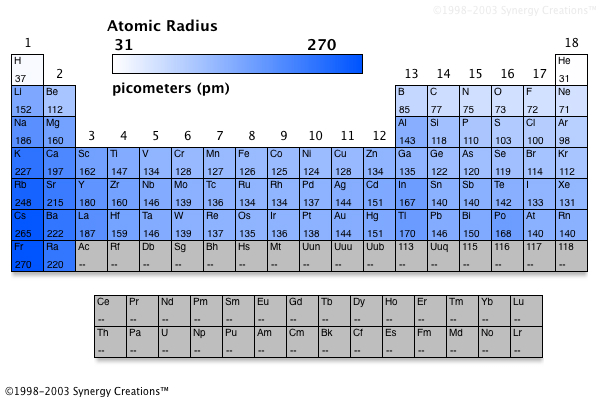 ©1998-2003 Synergy Creations™
Atomic Radius
31 270
picometers (pm)
1 18
H He
37 31
2 13 14 15 16 17
Li Be B C N O F Ne
152 112 85 77 75 73 72 71
Na Mg Al Si P S Cl Ar
186 160 143 118 110 103 100 98
3 4 5 6 7 8 9 10 11 12
K Ca Sc Ti V Cr Mn Fe Co Ni Cu Zn Ga Ge As Se Br Kr
227 197 162 147 134 128 127 126 125 124 128 134 135 122 120 119 114 112
Rb Sr Y Zr Nb Mo Tc Ru Rh Pd Ag Cd In Sn Sb Te I Xe
248 215 180 160 146 139 136 134 134 137 144 151 167 140 140 142 133 131
Cs Ba La Hf Ta W Re Os Ir Pt Au Hg Tl Pb Bi Po At Rn
265 222 187 159 146 139 137 135 136 138 144 151 170 146 150 168 140 140
Fr Ra Ac Rf Db Sg Bh Hs Mt Uun Uuu Uub 113 Uuq 115 116 117 118
270 220 -- -- -- -- -- -- -- -- -- -- -- -- -- -- -- --
Ce Pr Nd Pm Sm Eu Gd Tb Dy Ho Er Tm Yb Lu
-- -- -- -- -- -- -- -- -- -- -- -- -- --
Th Pa U Np Pu Am Cm Bk Cf Es Fm Md No Lr
-- -- -- -- -- -- -- -- -- -- -- -- -- --
©1998-2003 Synergy Creations™